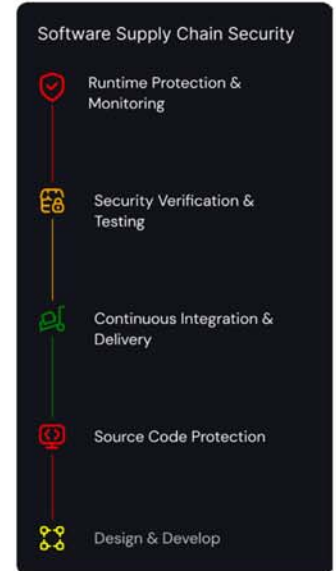 Software Supply Chain Security
Runtime Protection &
Monitoring
Security Verification &
Testing
Continuous Integration &
Delivery
Source Code Protection
Design & Develop